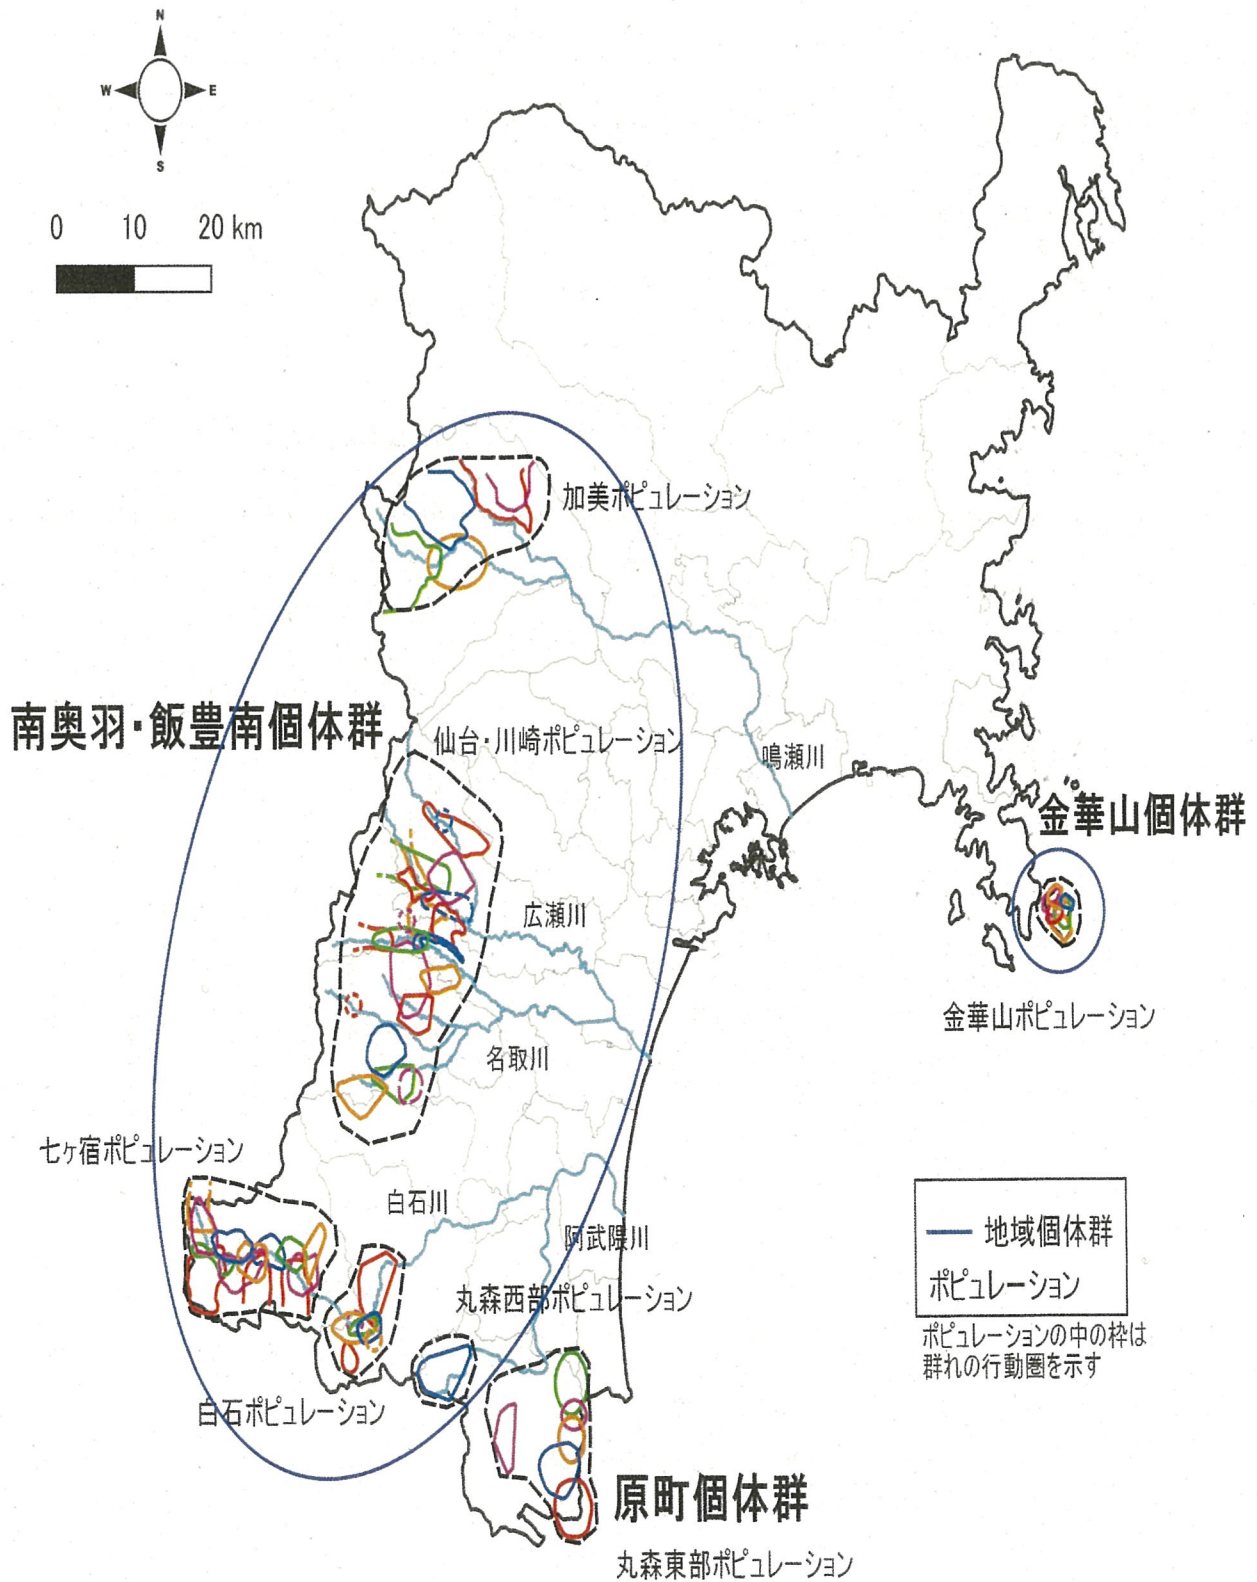 N
W
E
S
0 10 20 km
加美ポピュレーション
南奥羽・飯豊南個体群
仙台・川崎ポピュレーション
鳴瀬川
金華山個体群
広瀬川
金華山ポピュレーション
名取川
七ヶ宿ポピュレーション
白石川
阿武隈川
丸森西部ポピュレーション
白石ポピュレーション
地域個体群
ポピュレーション
ポピュレーションの中の枠は
群れの行動圏を示す
原町個体群
丸森東部ポピュレーション